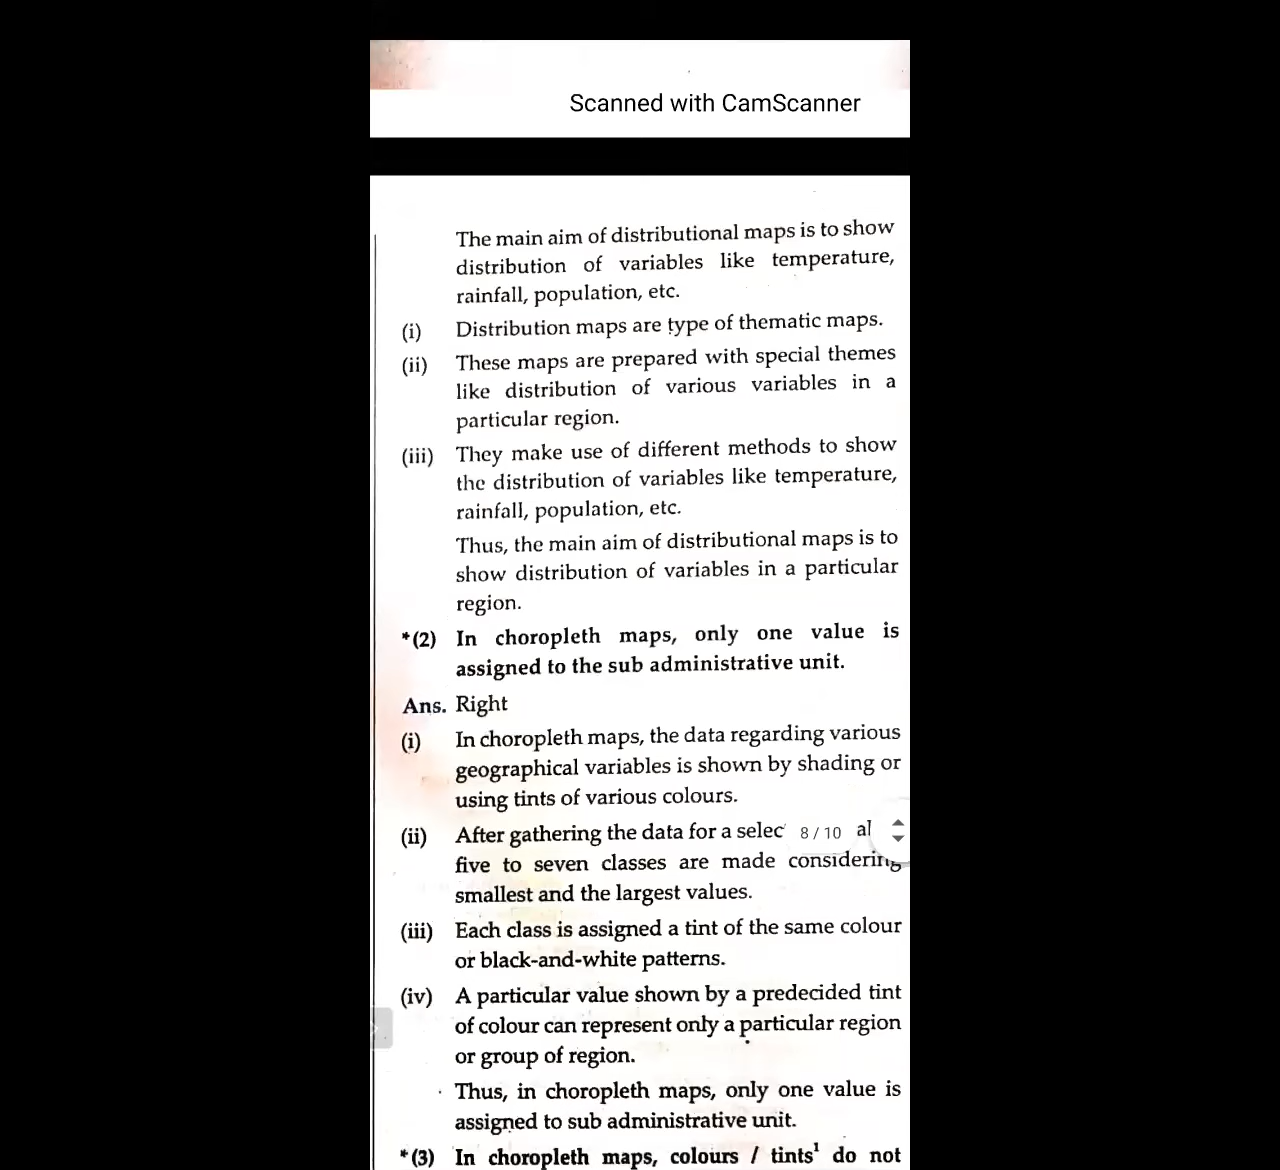 Scanned with CamScanner
The main aim of distributional maps is to show
distribution of variables like temperature,
rainfall, population, etc.
(i) Distribution maps are type of thematic maps.
(ii) These maps are prepared with special themes
like distribution of various variables in a
particular region.
(iii) They make use of different methods to show
the distribution of variables like temperature,
rainfall, population, etc.
Thus, the main aim of distributional maps is to
show distribution of variables in a particular
region.
*(2) In choropleth maps, only one value is
assigned to the sub administrative unit.
Ans. Right
(i) In choropleth maps, the data regarding various
geographical variables is shown by shading or
using tints of various colours.
(ii) After gathering the data for a selec 8 / 10
five to seven classes are made considering
smallest and the largest values.
(iii) Each class is assigned a tint of the same colour
or black-and-white patterns.
(iv) A particular value shown by a predecided tint
of colour can represent only a particular region
or group of region.
Thus, in choropleth maps, only one value is
assigned to sub administrative unit.
*(3) In choropleth maps, colours / tints¹ do not